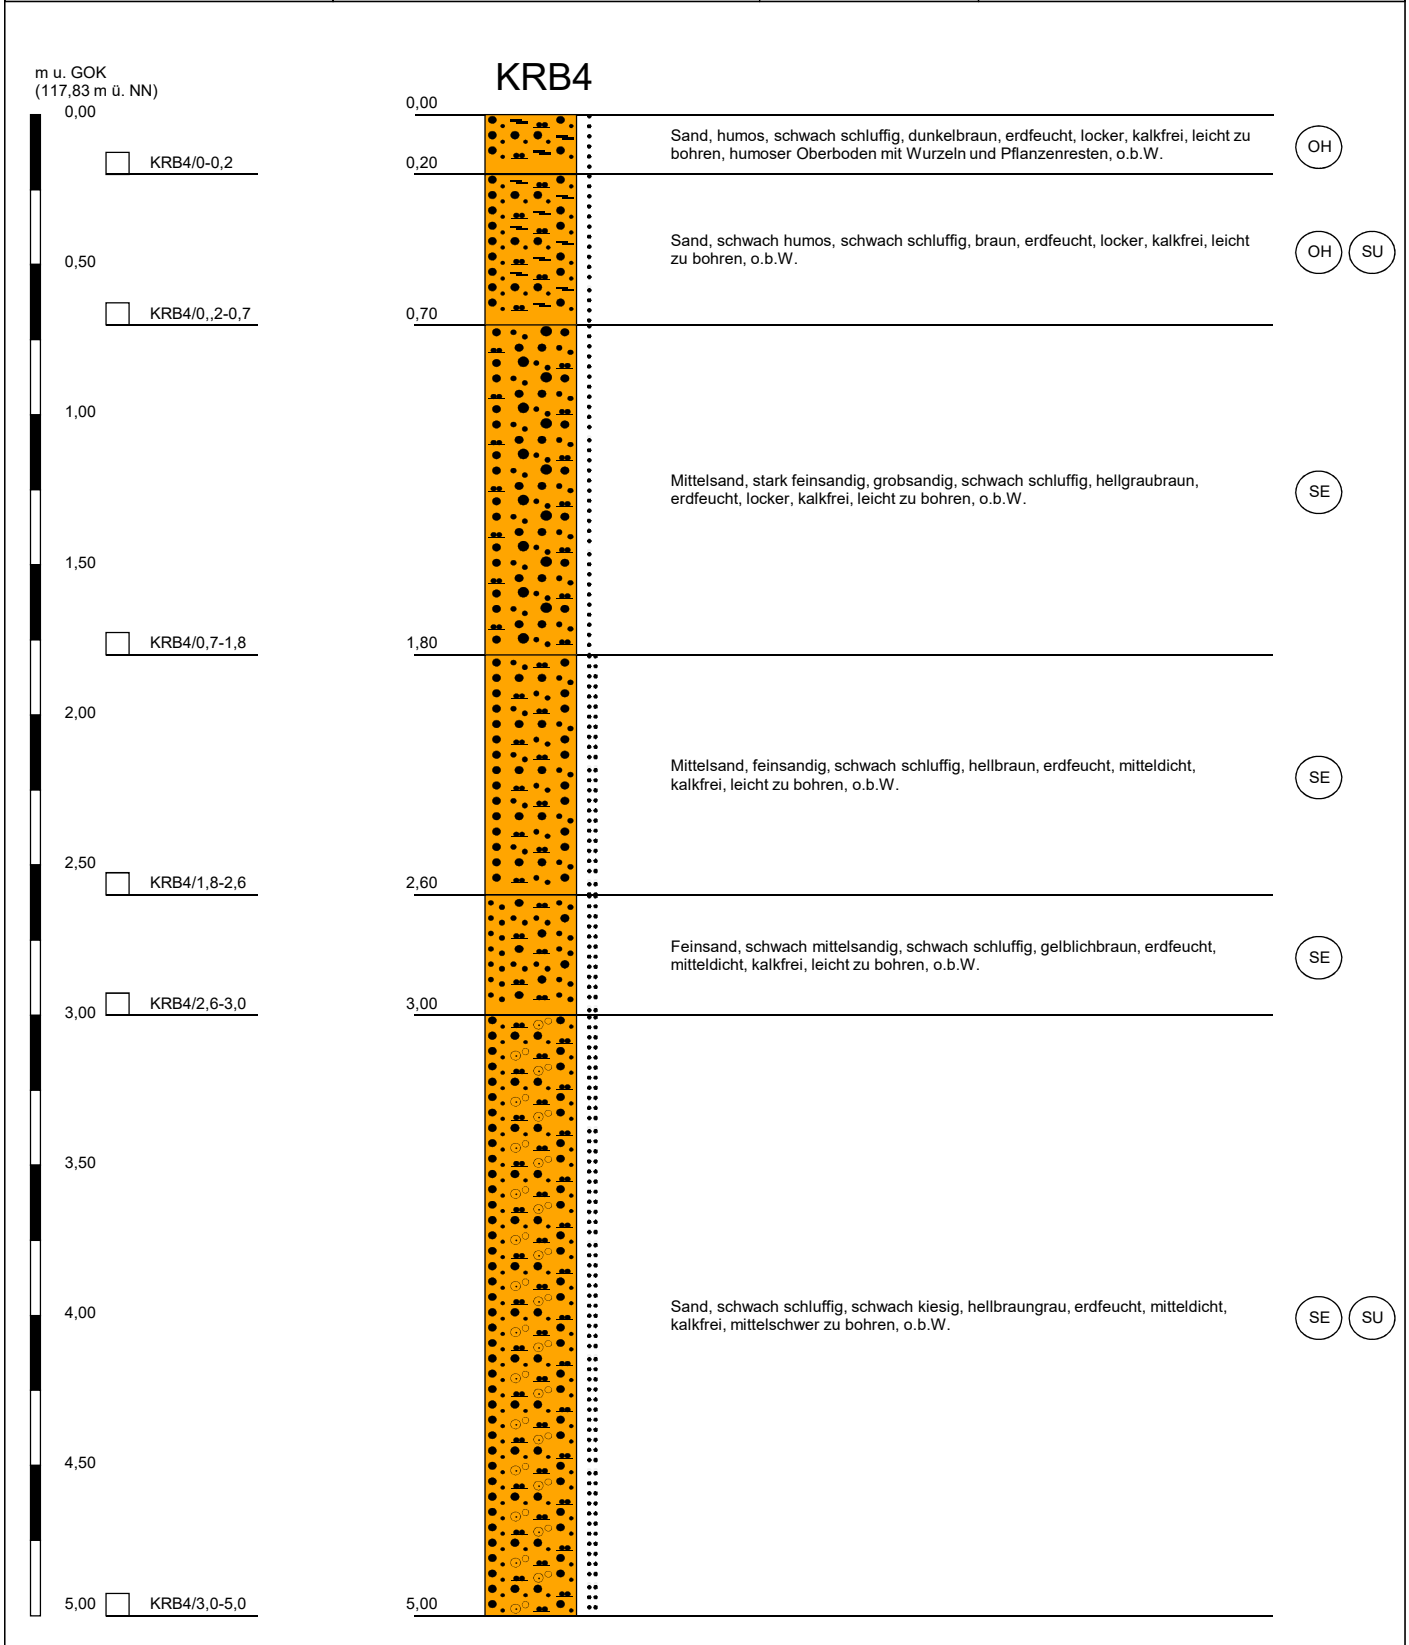 m u. GOK
(117,83 m ü. NN)
KRB4
0,00
0,00
Sand, humos, schwach schluffig, dunkelbraun, erdfeucht, locker, kalkfrei, leicht zu
bohren, humoser Oberboden mit Wurzeln und Pflanzenresten, o.b.W.
OH
KRB4/0-0,2
0,20
Sand, schwach humos, schwach schluffig, braun, erdfeucht, locker, kalkfrei, leicht
zu bohren, o.b.W.
OH SU
0,50
KRB4/0,,2-0,7
0,70
1,00
Mittelsand, stark feinsandig, grobsandig, schwach schluffig, hellgraubraun,
erdfeucht, locker, kalkfrei, leicht zu bohren, o.b.W.
SE
1,50
KRB4/0,7-1,8
1,80
2,00
Mittelsand, feinsandig, schwach schluffig, hellbraun, erdfeucht, mitteldicht,
kalkfrei, leicht zu bohren, o.b.W.
SE
2,50
KRB4/1,8-2,6
2,60
Feinsand, schwach mittelsandig, schwach schluffig, gelblichbraun, erdfeucht,
mitteldicht, kalkfrei, leicht zu bohren, o.b.W.
SE
3,00
KRB4/2,6-3,0
3,00
3,50
4,00
Sand, schwach schluffig, schwach kiesig, hellbraungrau, erdfeucht, mitteldicht,
kalkfrei, mittelschwer zu bohren, o.b.W.
SE SU
4,50
5,00
KRB4/3,0-5,0
5,00